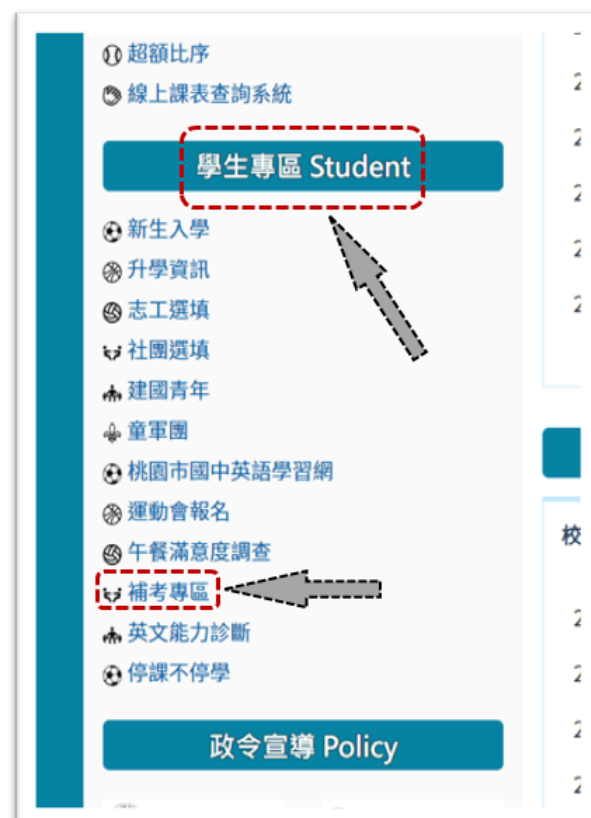 超額比序
線上課表查詢系統
學生專區 Student
新生入學
升學資訊
志工選填
社團選填
建國青年
童軍團
桃園市國中英語學習網
運動會報名
午餐滿意度調查
補考專區
英文能力診斷
停課不停學
政令宣導 Policy
校